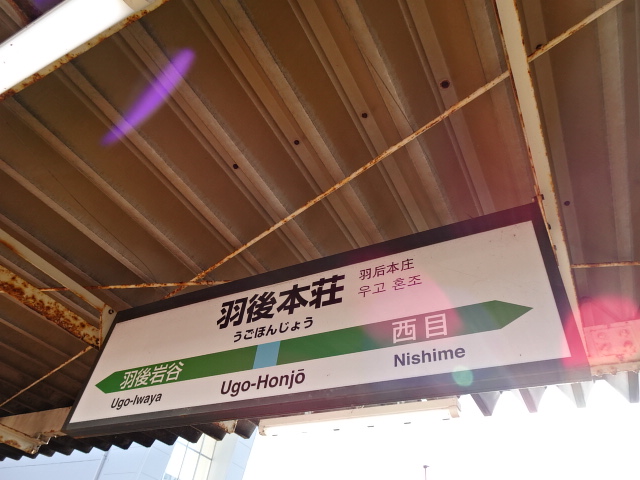 羽後本荘
うごほんじょう
羽后本庄
우고 혼조
羽後岩谷
西目
Ugo-Iwaya
Ugo-Honjō
Nishime